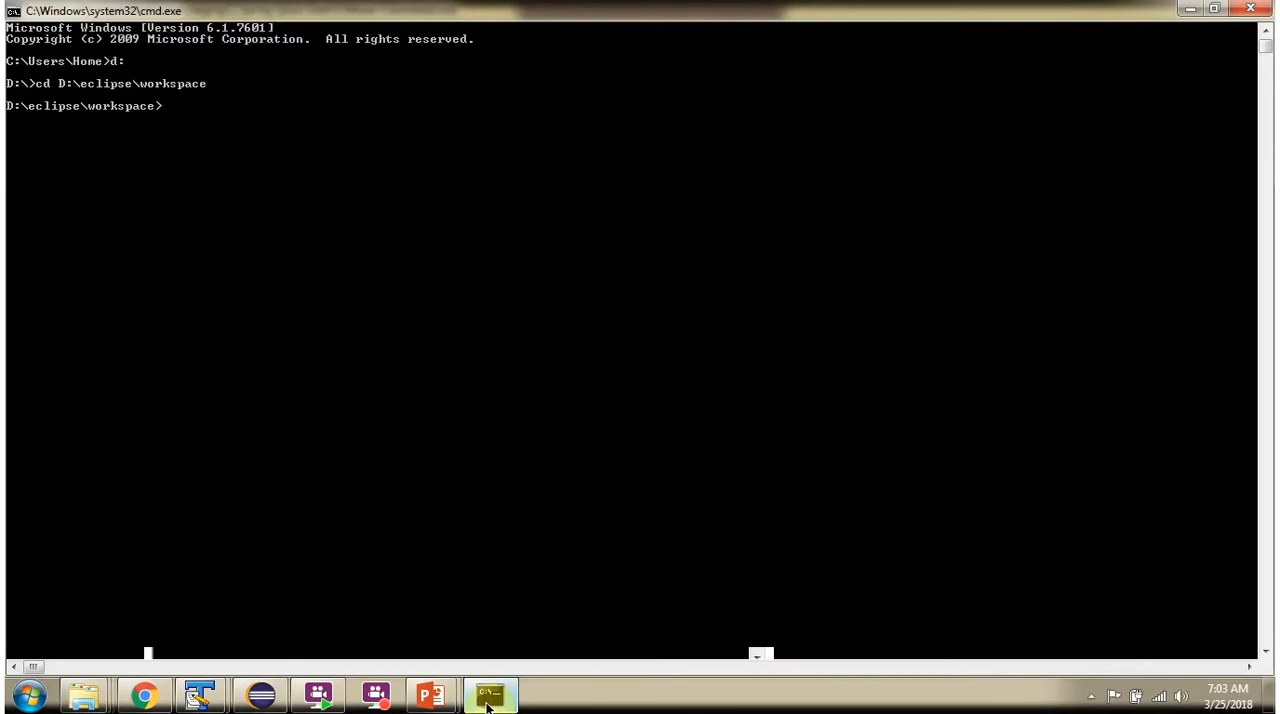 C:\Windows\system32\cmd.exe
Microsoft Windows [Version 6.1.7601]
Copyright (c) 2009 Microsoft Corporation.  All rights reserved.
C:\Users\Home>d:
D:\>cd D:\eclipse\workspace
D:\eclipse\workspace>
7:03 AM
3/25/2018